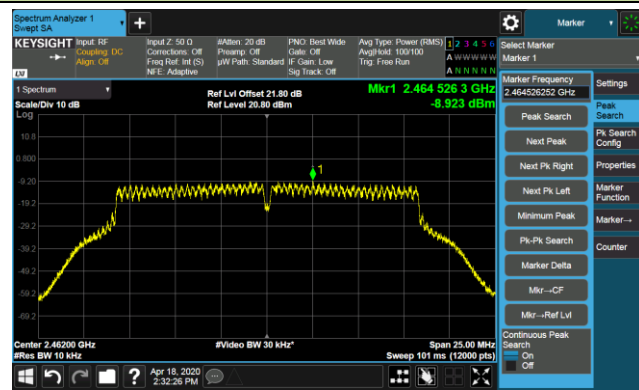 Spectrum Analyzer 1
Swept SA
+
Marker
KEYSIGHT
Input: RF
Coupling: DC
Align: Off
Input Z: 50 Ω
Corrections: Off
Freq Ref: Int (S)
NFE: Adaptive
#Atten: 20 dB
Preamp: Off
µW Path: Standard
PNO: Best Wide
Gate: Off
IF Gain: Low
Sig Track: Off
Avg Type: Power (RMS)
Avg|Hold: 100/100
Trig: Free Run
1 2 3 4 5 6
A W W W W W
A N N N N N
LXI
Select Marker
Marker 1
1 Spectrum
Scale/Div 10 dB
Log
Ref Lvl Offset 21.80 dB
Ref Level 20.80 dBm
Mkr1 2.464 526 3 GHz
-8.923 dBm
10.8
0.800
-9.20
-19.2
-29.2
-39.2
-49.2
-59.2
-69.2
1
Center 2.46200 GHz
#Res BW 10 kHz
#Video BW 30 kHz*
Span 25.00 MHz
Sweep 101 ms (12000 pts)
Marker Frequency
2.464526252 GHz
Peak Search
Next Peak
Next Pk Right
Next Pk Left
Minimum Peak
Pk-Pk Search
Marker Delta
Mkr→CF
Mkr→Ref Lvl
Continuous Peak
Search
On
Off
Settings
Peak
Search
Pk Search
Config
Properties
Marker
Function
Marker→
Counter
?
Apr 18, 2020
2:32:26 PM